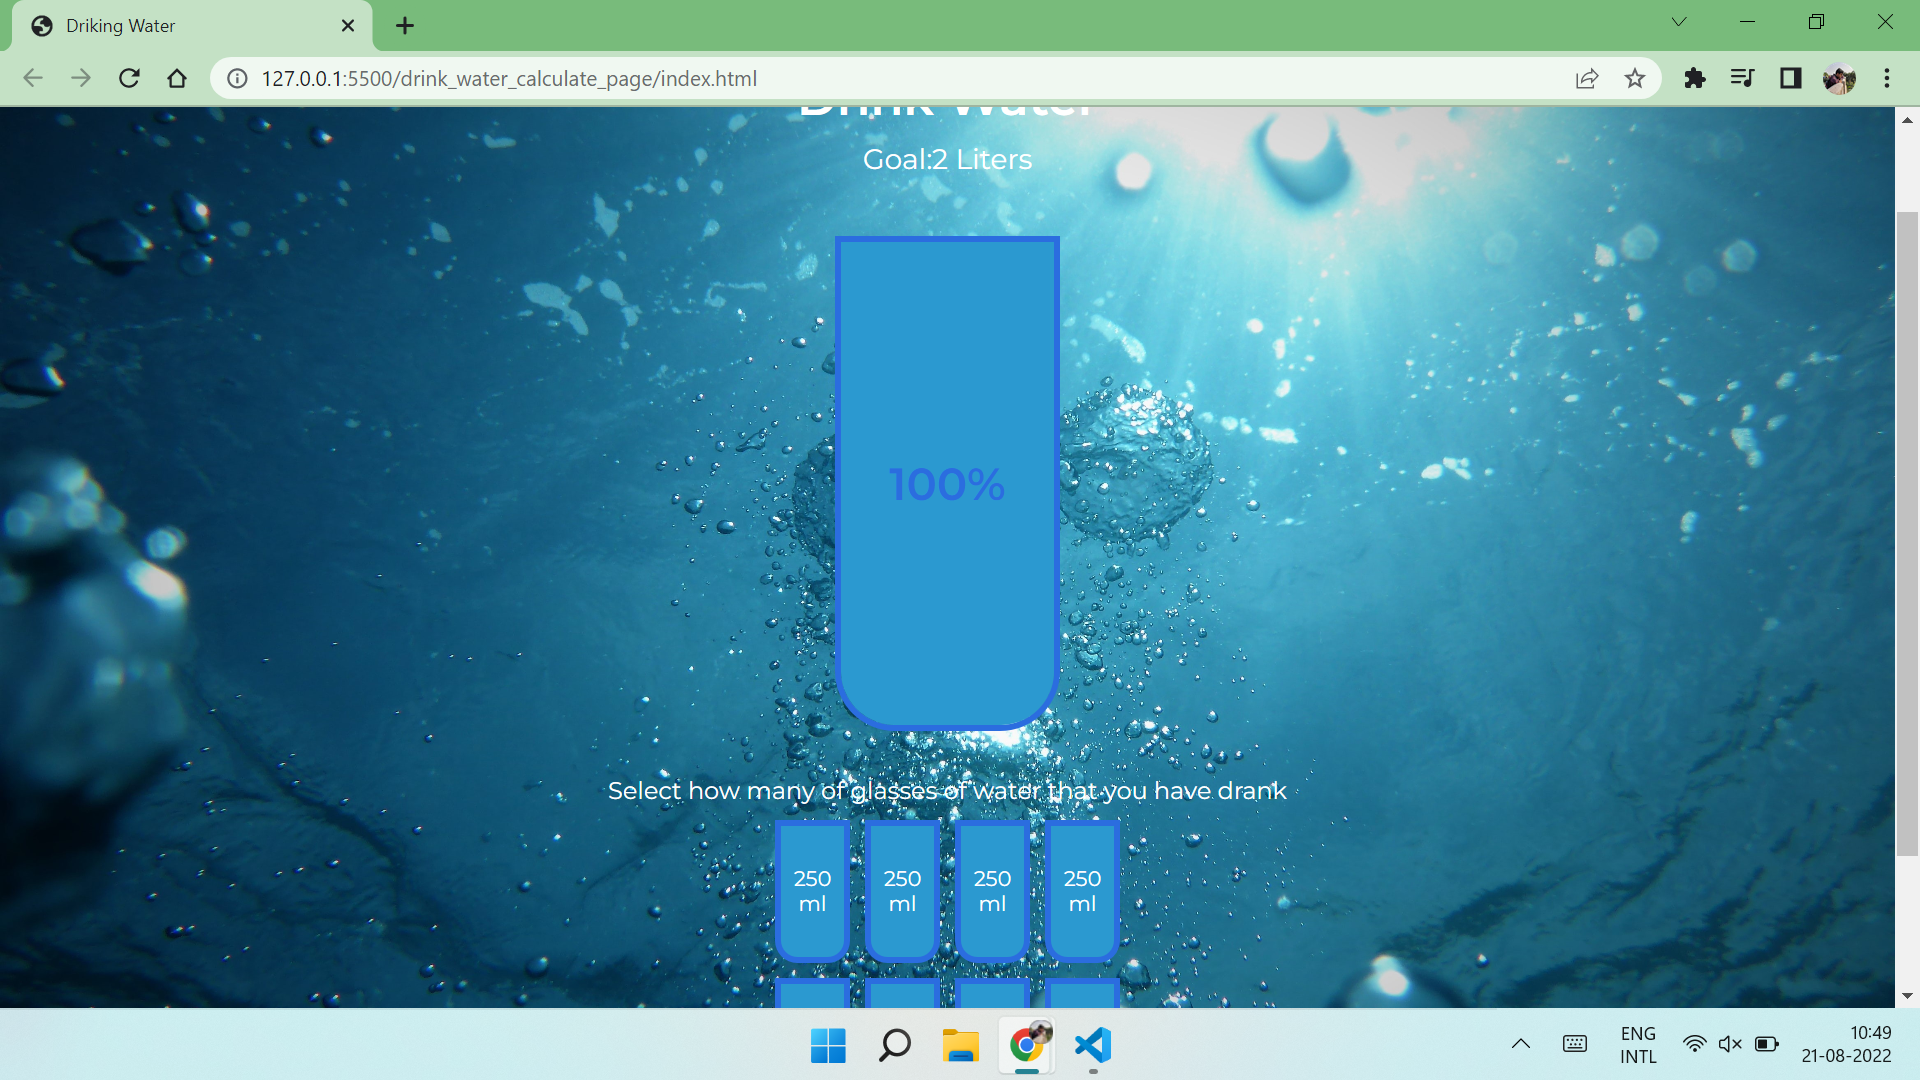 Driking Water
127.0.0.1:5500/drink_water_calculate_page/index.html
Drink Water
Goal:2 Liters
100%
Select how many of glasses of water that you have drank
250 ml
250 ml
250 ml
250 ml
ENG
INTL
10:49
21-08-2022